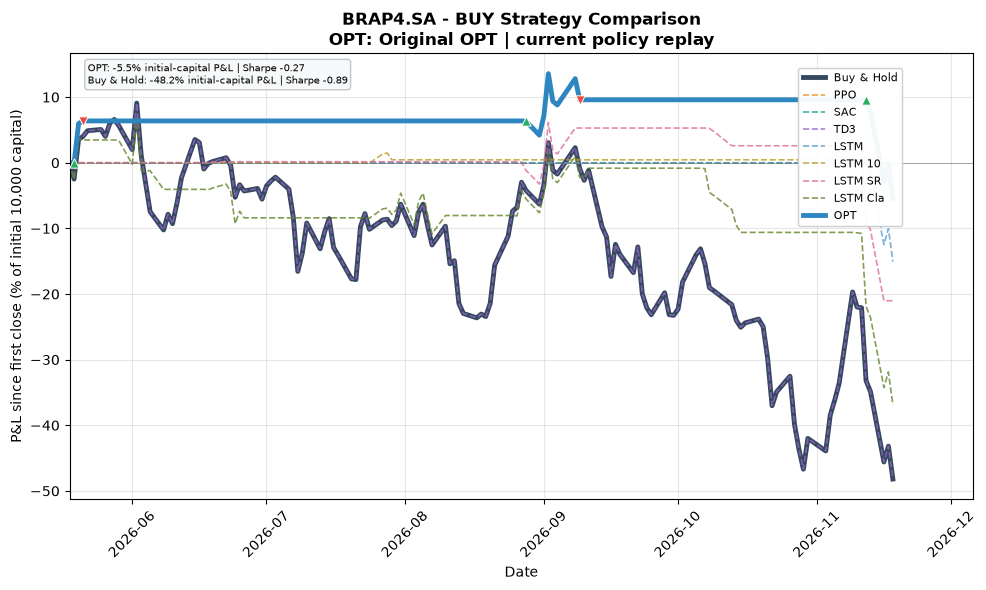 BRAP4.SA - BUY Strategy Comparison
OPT: Original OPT | current policy replay
OPT: -5.5% initial-capital P&L | Sharpe -0.27
Buy & Hold: -48.2% initial-capital P&L | Sharpe -0.89
Buy & Hold
PPO
SAC
TD3
LSTM
LSTM 10
LSTM SR
LSTM Cla
OPT
P&L since first close (% of initial 10,000 capital)
10
0
−10
−20
−30
−40
−50
2026-06
2026-07
2026-08
2026-09
2026-10
2026-11
2026-12
Date